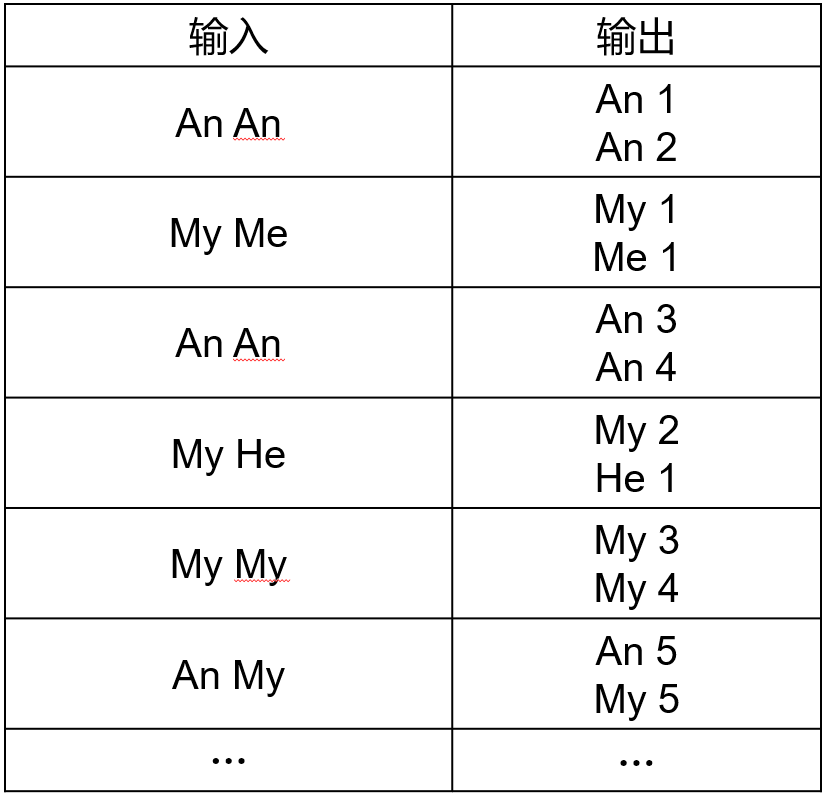 输入 输出
An An
An 1
An 2
My Me
My 1
Me 1
An An
An 3
An 4
My He
My 2
He 1
My My
My 3
My 4
An My
An 5
My 5
... ...